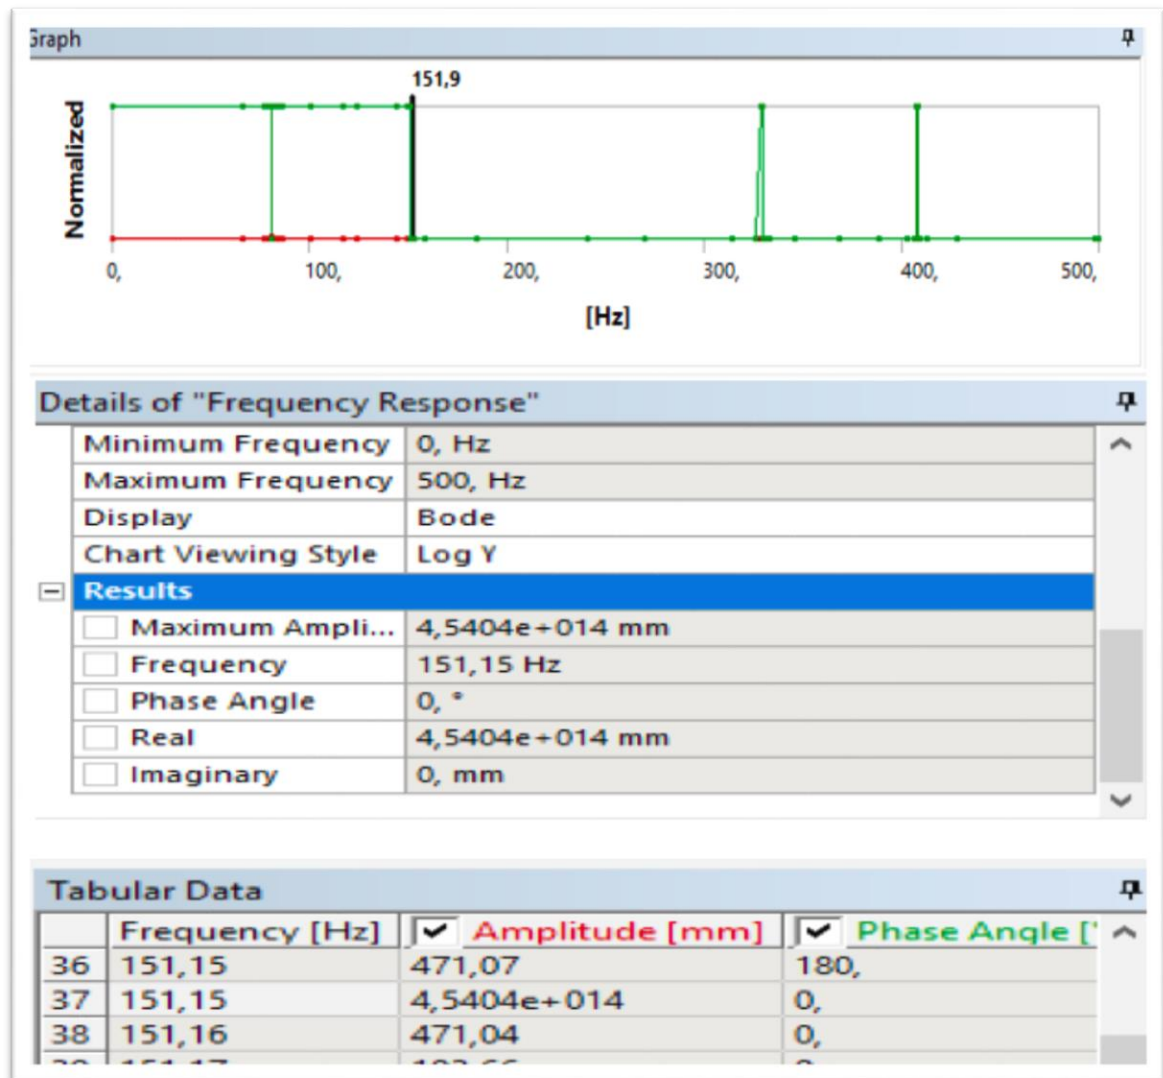 Graph
151,9
Normalized
0, 100, 200, 300, 400, 500,
[Hz]
Details of "Frequency Response"
Minimum Frequency 0, Hz
Maximum Frequency 500, Hz
Display Bode
Chart Viewing Style Log Y
Results
Maximum Ampli... 4,5404e+014 mm
Frequency 151,15 Hz
Phase Angle 0, °
Real 4,5404e+014 mm
Imaginary 0, mm
Tabular Data
Frequency [Hz] Amplitude [mm] Phase Angle [°
36 151,15 471,07 180,
37 151,15 4,5404e+014 0,
38 151,16 471,04 0,